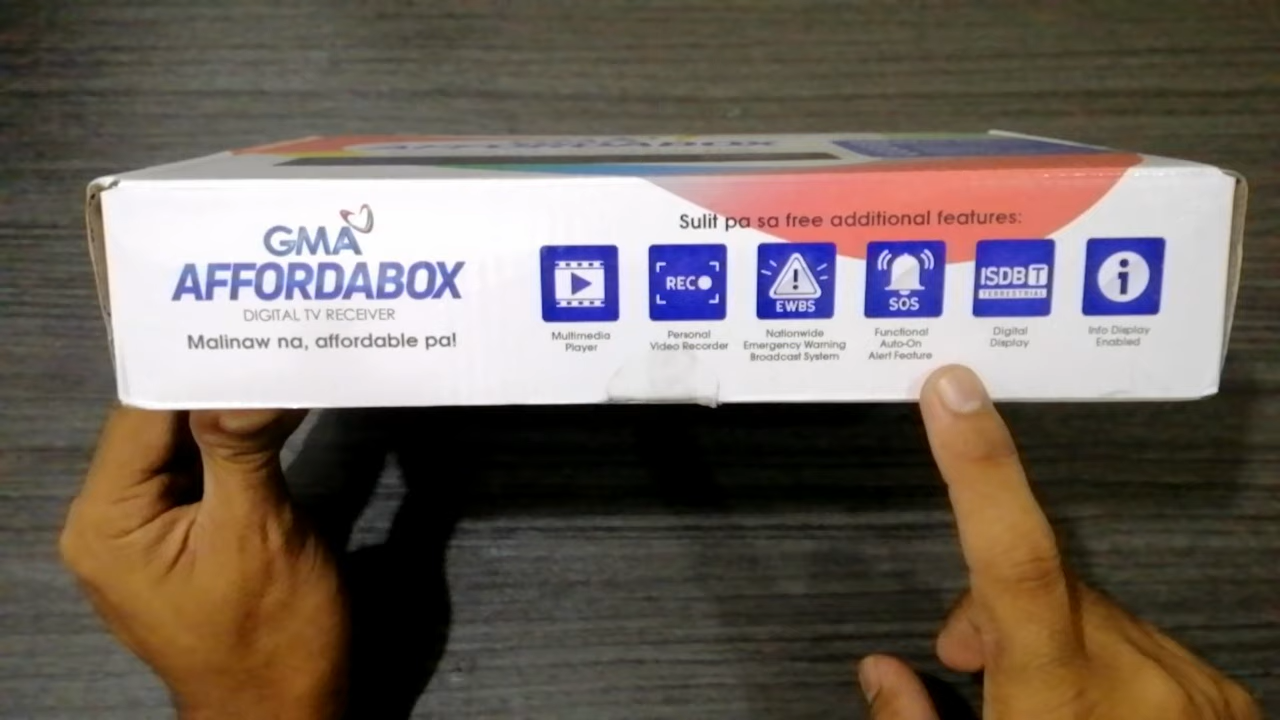 AFFORDABOX
GMA
AFFORDABOX
DIGITAL TV RECEIVER
Malinaw na, affordable pa!
Sulit pa sa free additional features:
REC
EWBS
SOS
ISDB T
TERRESTRIAL
i
Multimedia
Player
Personal
Video Recorder
Nationwide
Emergency Warning
Broadcast System
Functional
Auto-On
Alert Feature
Digital
Display
Info Display
Enabled